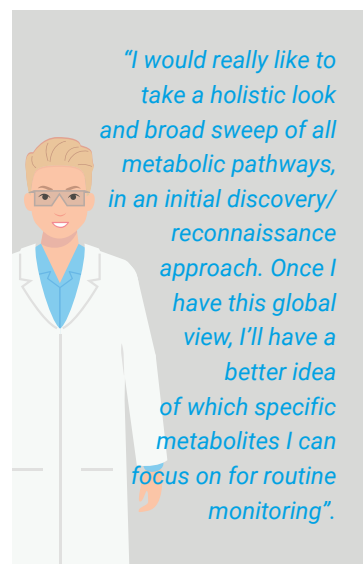 “I would really like to
take a holistic look
and broad sweep of all
metabolic pathways,
in an initial discovery/
reconnaissance
approach. Once I
have this global
view, I’ll have a
better idea
of which specific
metabolites I can
focus on for routine
monitoring”.